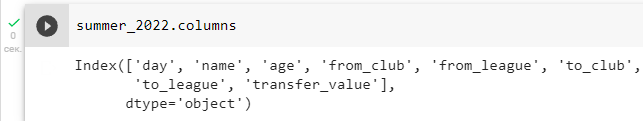 summer_2022.columns
0
сек.
Index(['day', 'name', 'age', 'from_club', 'from_league', 'to_club',
'to_league', 'transfer_value'],
dtype='object')